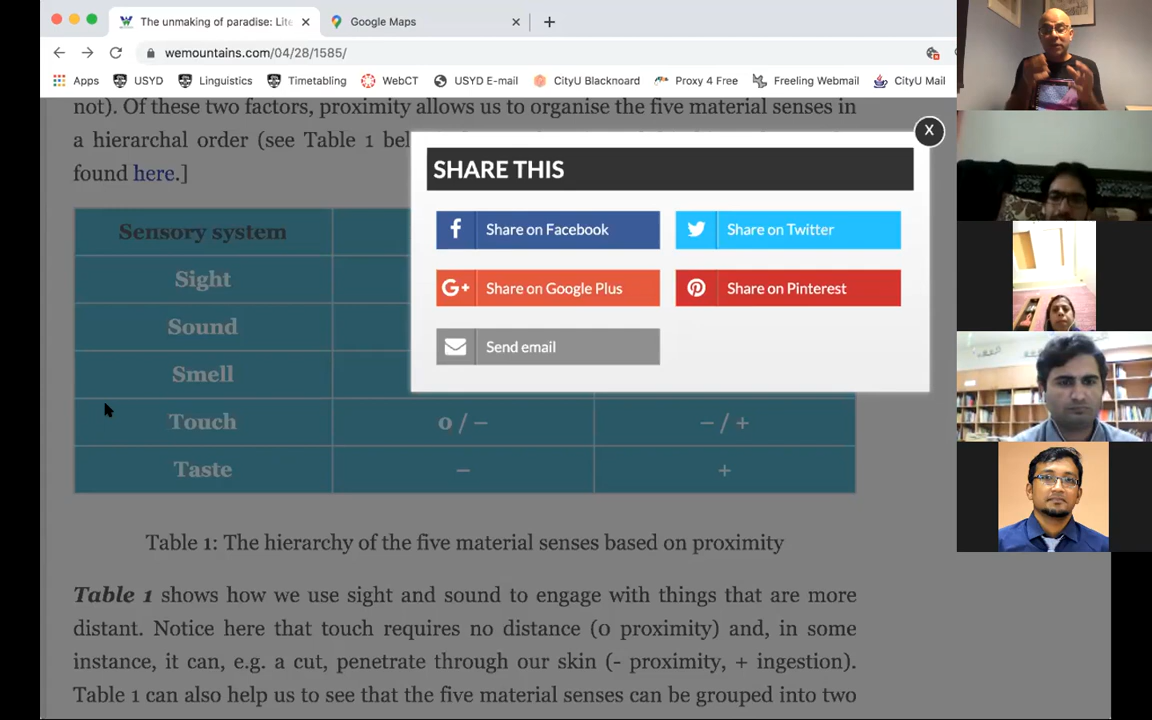 The unmaking of paradise: Lite
Google Maps
wemountains.com/04/28/1585/
Apps
USYD
Linguistics
Timetabling
WebCT
USYD E-mail
CityU Blacknoard
Proxy 4 Free
Freeling Webmail
CityU Mail
not). Of these two factors, proximity allows us to organise the five material senses in
a hierarchal order (see Table 1 bel
found here.]
SHARE THIS
Share on Facebook
Share on Twitter
Share on Google Plus
Share on Pinterest
Send email
Sensory system
Sight
Sound
Smell
Touch 0 / – – / +
Taste – +
Table 1: The hierarchy of the five material senses based on proximity
Table 1 shows how we use sight and sound to engage with things that are more
distant. Notice here that touch requires no distance (0 proximity) and, in some
instance, it can, e.g. a cut, penetrate through our skin (- proximity, + ingestion).
Table 1 can also help us to see that the five material senses can be grouped into two